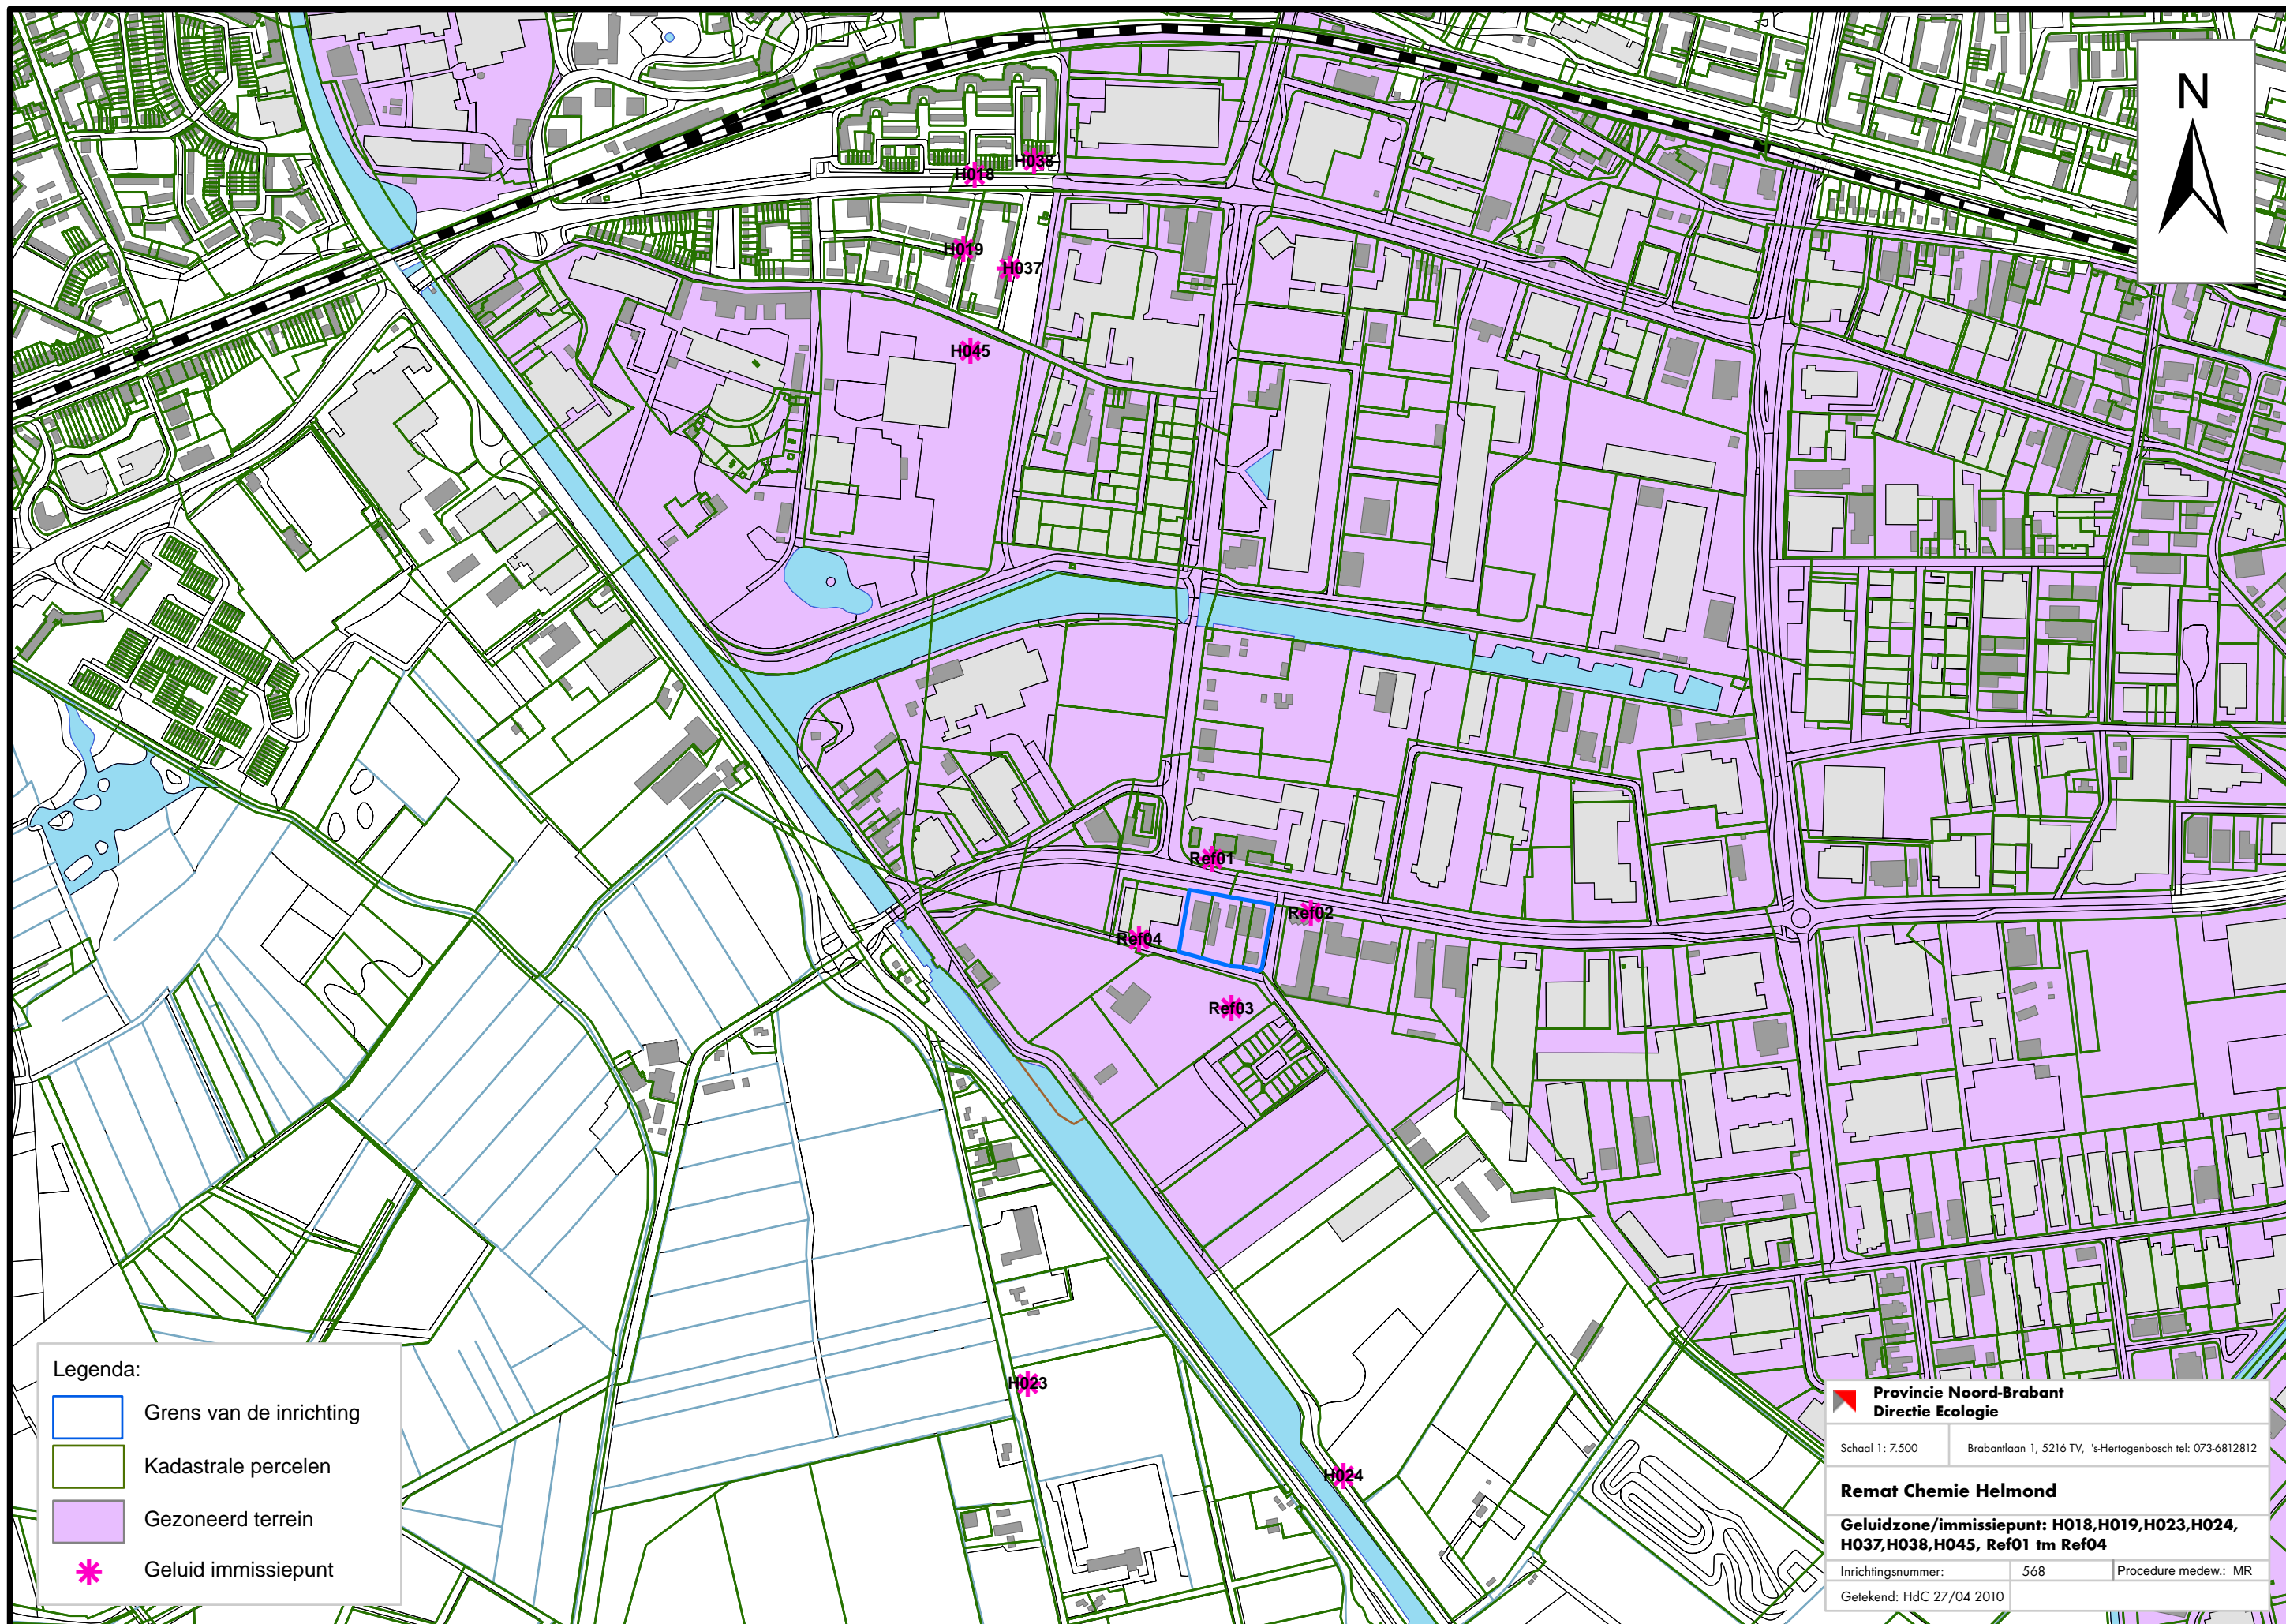 N
H038
H018
H019
H037
H045
Ref01
Ref02
Ref04
Ref03
H023
H024
Legenda:
Grens van de inrichting
Kadastrale percelen
Gezoneerd terrein
Geluid immissiepunt
Provincie Noord-Brabant
Directie Ecologie
Schaal 1: 7.500
Brabantlaan 1, 5216 TV, 's-Hertogenbosch tel: 073-6812812
Remat Chemie Helmond
Geluidzone/immissiepunt: H018,H019,H023,H024,
H037,H038,H045, Ref01 tm Ref04
Inrichtingsnummer: 568 Procedure medew.: MR
Getekend: HdC 27/04 2010